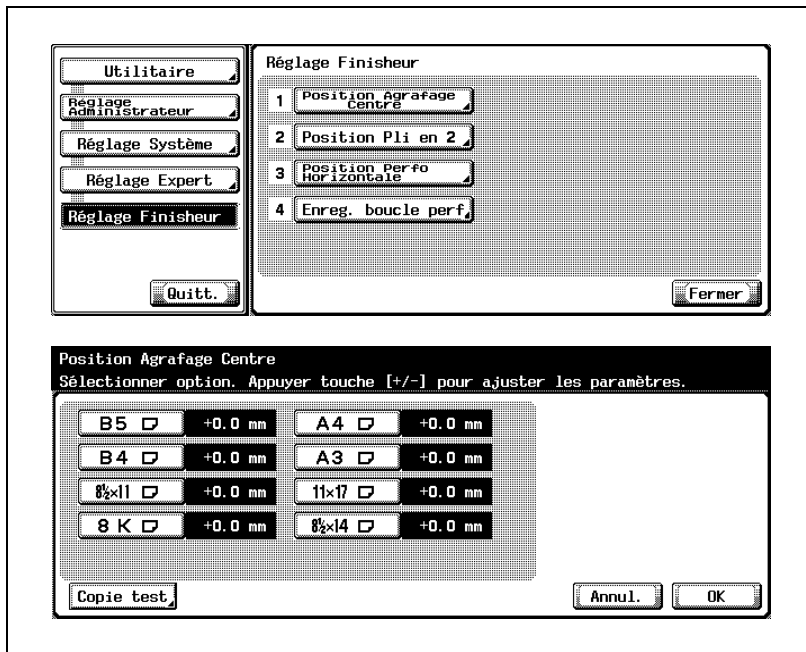 Utilitaire
Réglage
Administrateur
Réglage Système
Réglage Expert
Réglage Finisheur
Quitt.
Réglage Finisheur
1 Position Agrafage
Centre
2 Position Pli en 2
3 Position Perfo
Horizontale
4 Enreg. boucle perf
Fermer
Position Agrafage Centre
Sélectionner option. Appuyer touche [+/-] pour ajuster les paramètres.
B5 +0.0 mm A4 +0.0 mm
B4 +0.0 mm A3 +0.0 mm
8½×11 +0.0 mm 11×17 +0.0 mm
8 K +0.0 mm 8½×14 +0.0 mm
Copie test Annul. OK